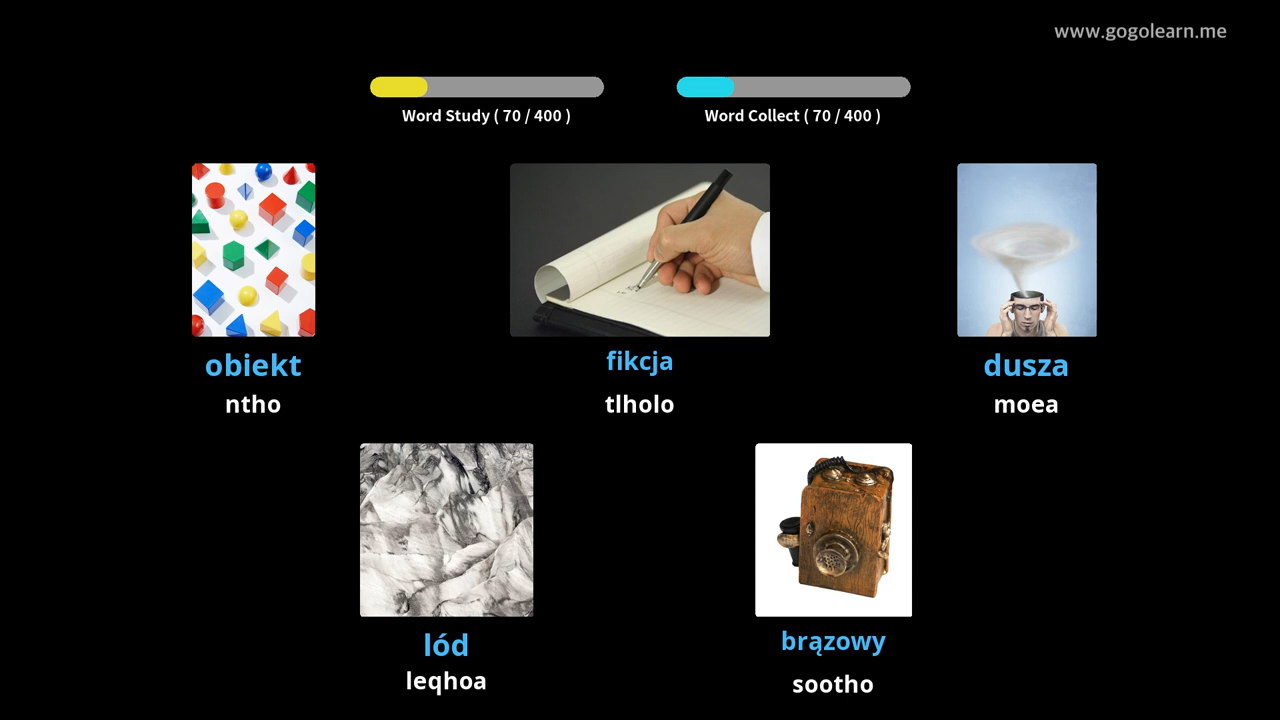 www.gogolearn.me
Word Study ( 70 / 400 )
Word Collect ( 70 / 400 )
obiekt
ntho
fikcja
tlholo
dusza
moea
lód
leqhoa
brązowy
sootho